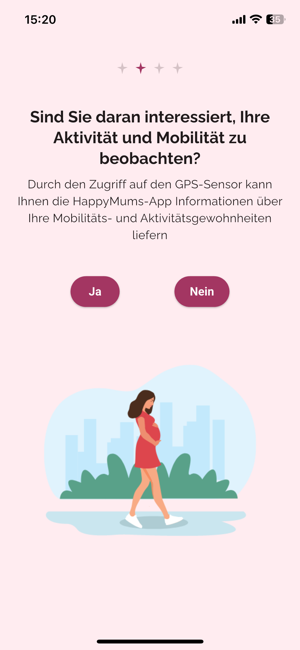 15:20
Sind Sie daran interessiert, Ihre
Aktivität und Mobilität zu
beobachten?
Durch den Zugriff auf den GPS-Sensor kann
Ihnen die HappyMums-App Informationen über
Ihre Mobilitäts- und Aktivitätsgewohnheiten
liefern
Ja
Nein